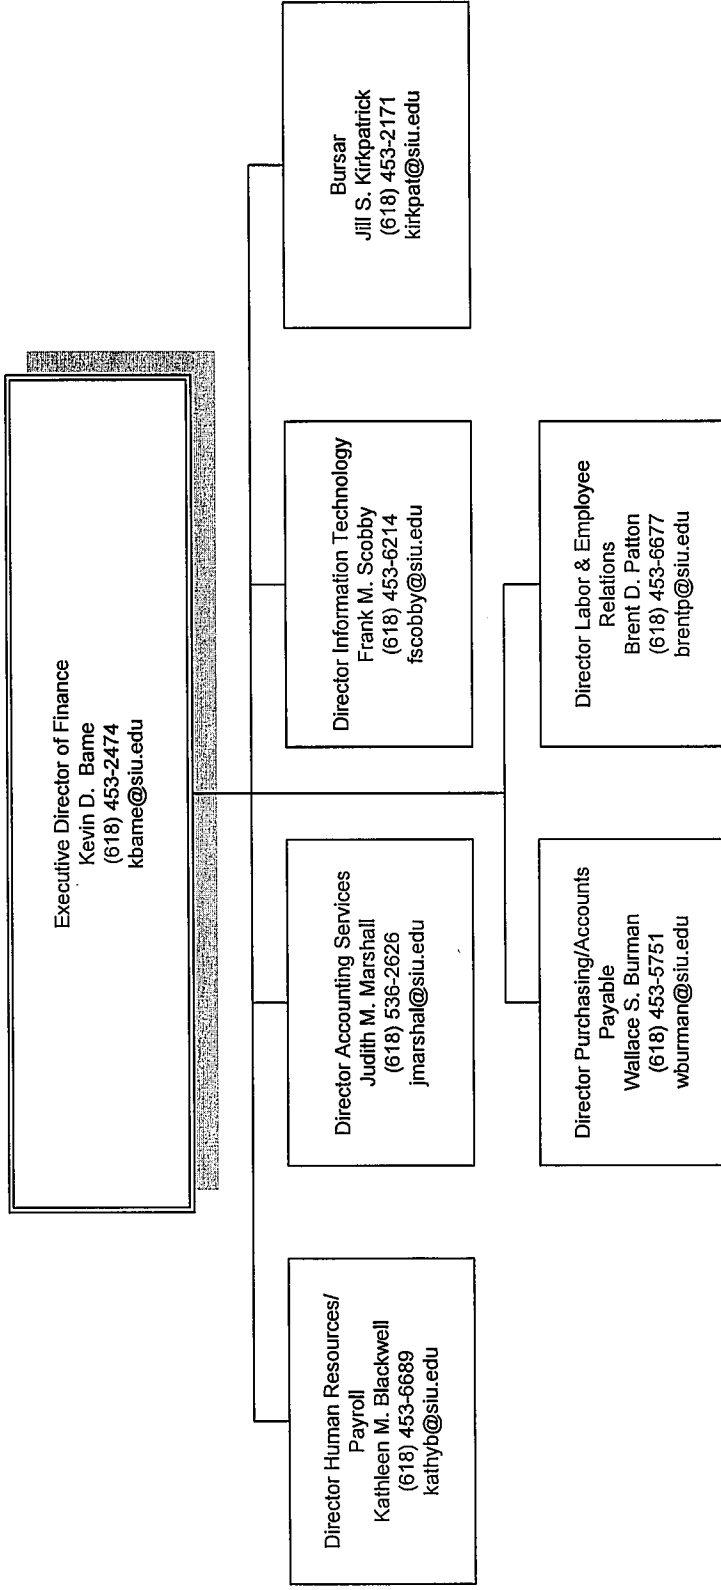 Executive Director of Finance
Kevin D. Bame
(618) 453-2474
kbame@siu.edu
Director Human Resources/
Payroll
Kathleen M. Blackwell
(618) 453-6689
kathyb@siu.edu
Director Accounting Services
Judith M. Marshall
(618) 536-2626
jmarshal@siu.edu
Director Information Technology
Frank M. Scobby
(618) 453-6214
fscobby@siu.edu
Bursar
Jill S. Kirkpatrick
(618) 453-2171
kirkpat@siu.edu
Director Purchasing/Accounts
Payable
Wallace S. Burman
(618) 453-5751
wburman@siu.edu
Director Labor & Employee
Relations
Brent D. Patton
(618) 453-6677
brentp@siu.edu